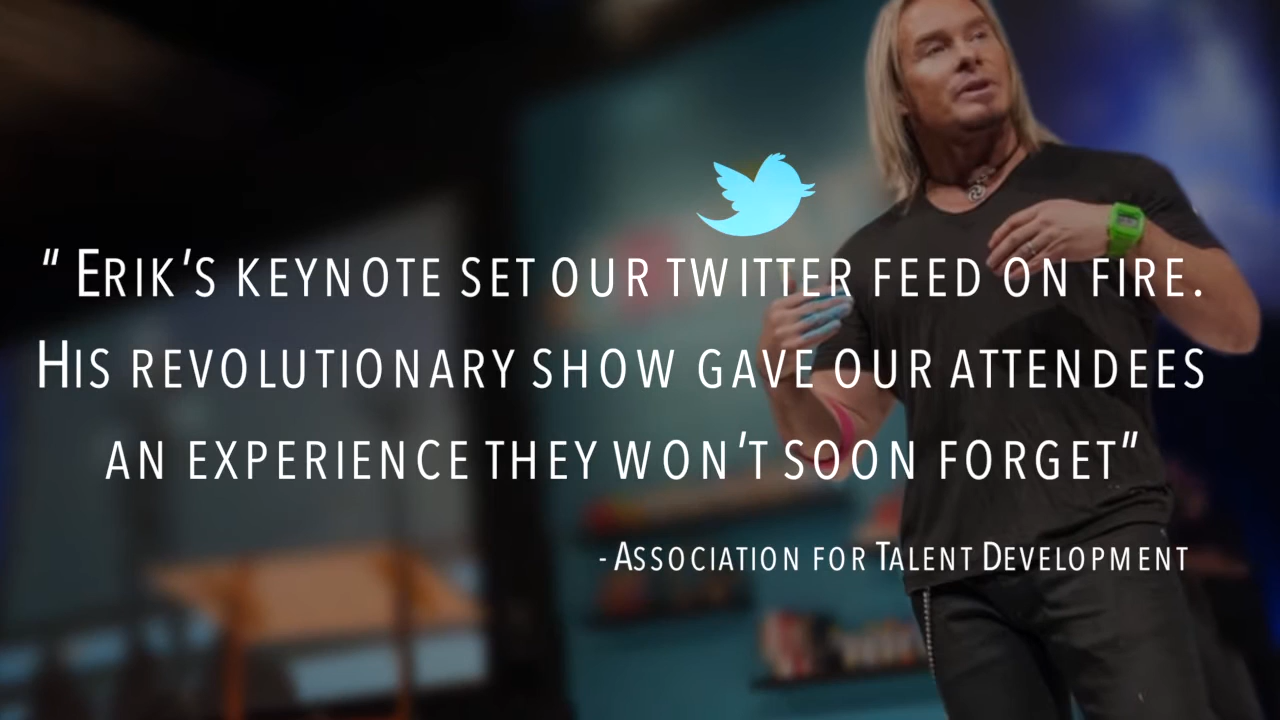 " Erik's keynote set our twitter feed on fire.
His revolutionary show gave our attendees
an experience they won't soon forget"
- Association for Talent Development